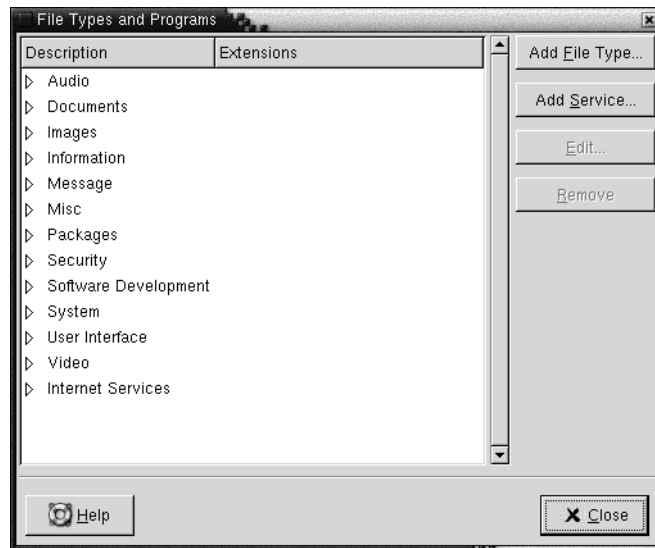 File Types and Programs
Description Extensions
Audio
Documents
Images
Information
Message
Misc
Packages
Security
Software Development
System
User Interface
Video
Internet Services
Add File Type...
Add Service...
Edit...
Remove
Help
Close